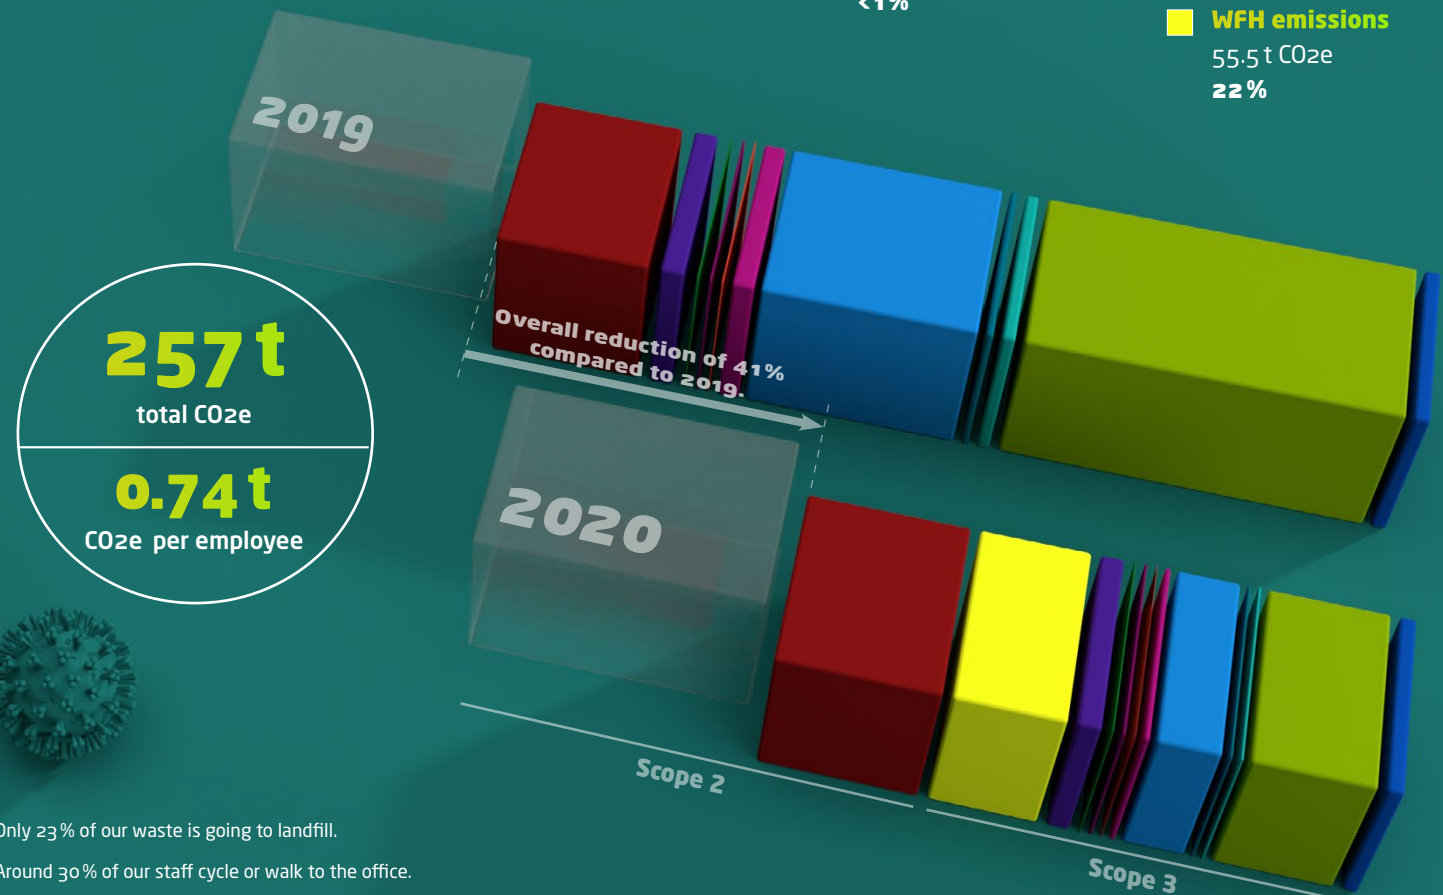 <1%
WFH emissions
55.5 t CO2e
22 %
2019
Overall reduction of 41%
compared to 2019.
257 t
total CO2e
0.74 t
CO2e per employee
2020
Scope 2
Scope 3
Only 23 % of our waste is going to landfill.
Around 30 % of our staff cycle or walk to the office.